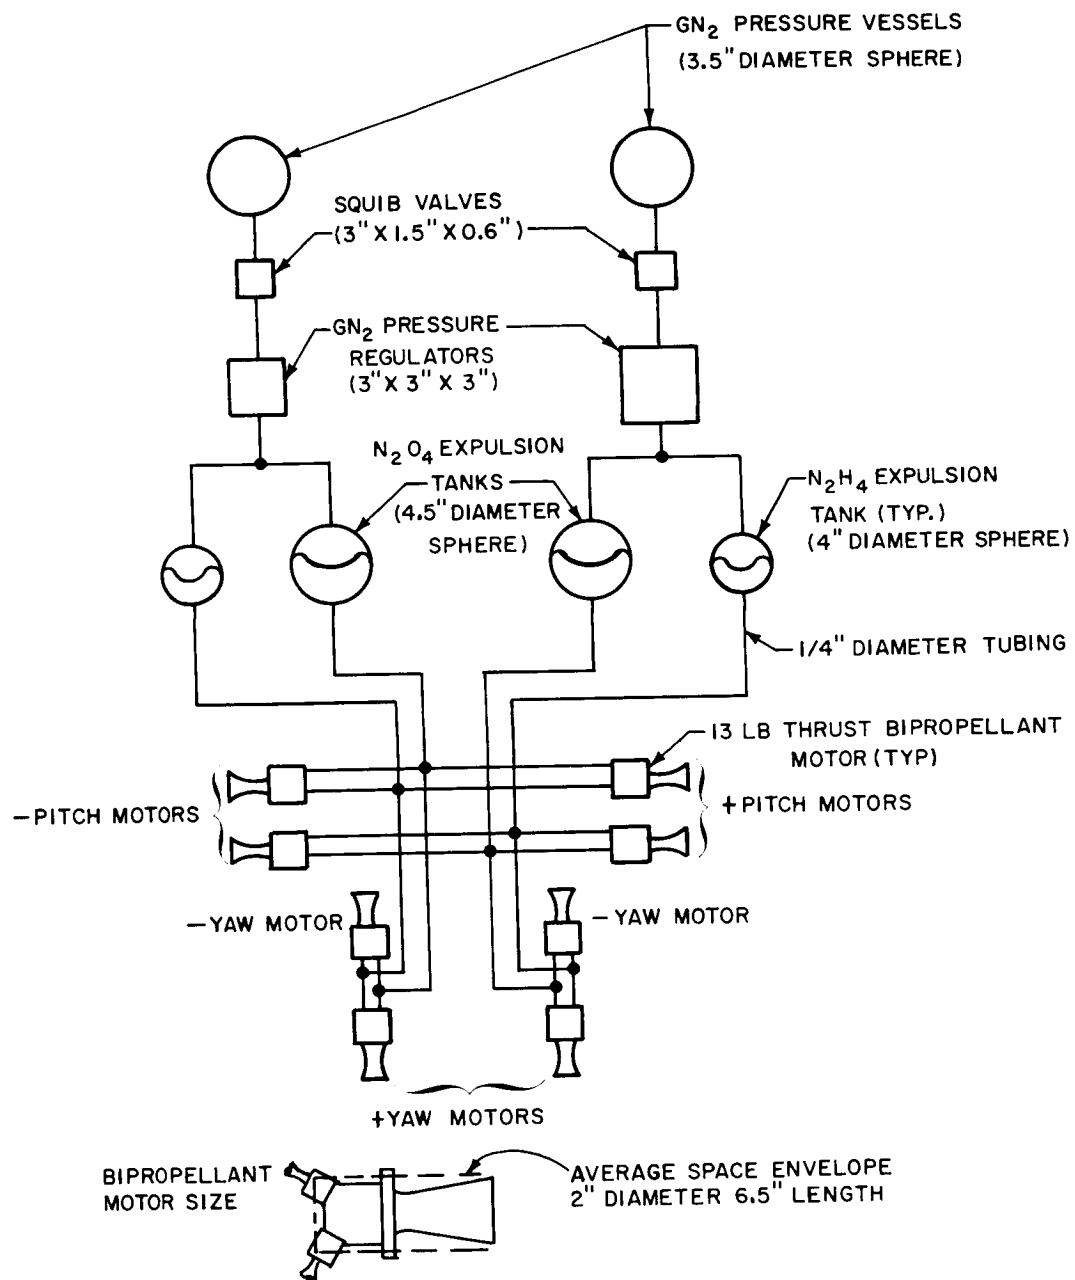 GN₂ PRESSURE VESSELS
(3.5" DIAMETER SPHERE)
SQUIB VALVES
(3" X 1.5" X 0.6")
GN₂ PRESSURE
REGULATORS
(3" X 3" X 3")
N₂O₄ EXPULSION
TANKS
(4.5" DIAMETER
SPHERE)
N₂H₄ EXPULSION
TANK (TYP.)
(4" DIAMETER SPHERE)
1/4" DIAMETER TUBING
13 LB THRUST BIPROPELLANT
MOTOR (TYP)
-PITCH MOTORS
+PITCH MOTORS
-YAW MOTOR
-YAW MOTOR
+YAW MOTORS
BIPROPELLANT
MOTOR SIZE
AVERAGE SPACE ENVELOPE
2" DIAMETER 6.5" LENGTH